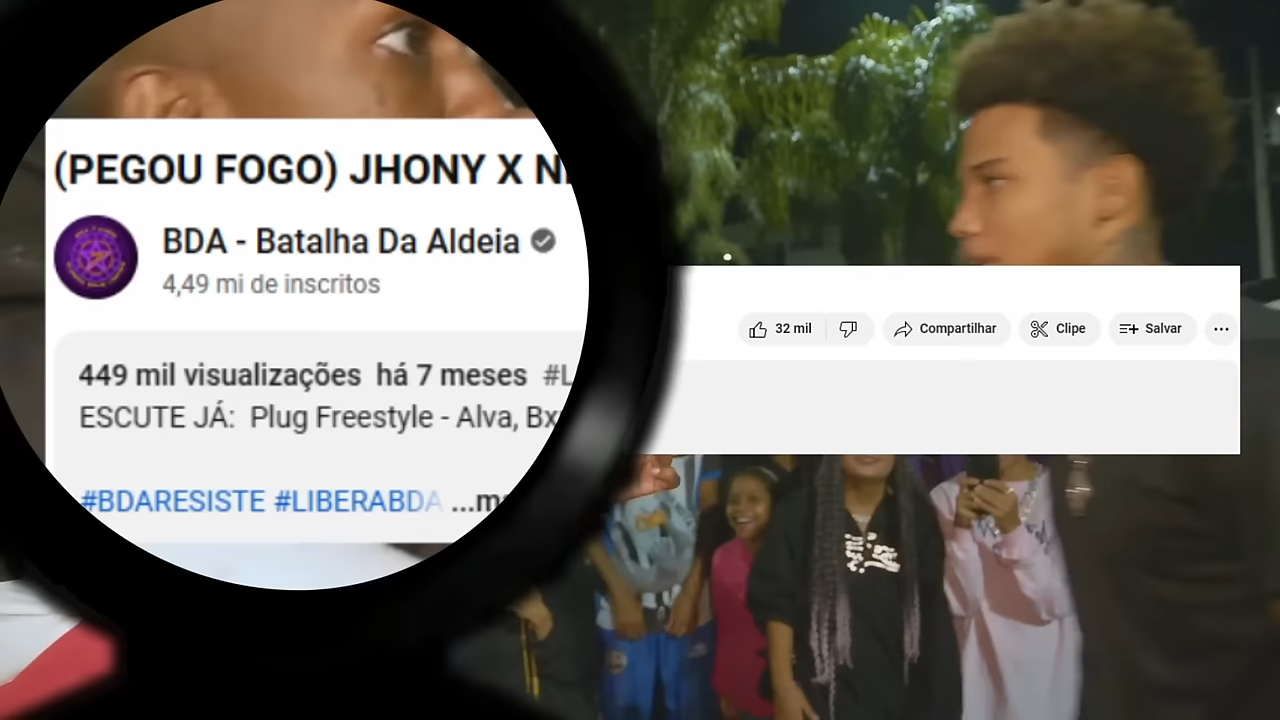 (PEGOU FOGO) JHONY X
BDA - Batalha Da Aldeia
4,49 mi de inscritos
32 mil Compartilhar Clipe Salvar ...
449 mil visualizações há 7 meses
ESCUTE JÁ: Plug Freestyle - Alva,
#BDARESISTE #LIBERABDA